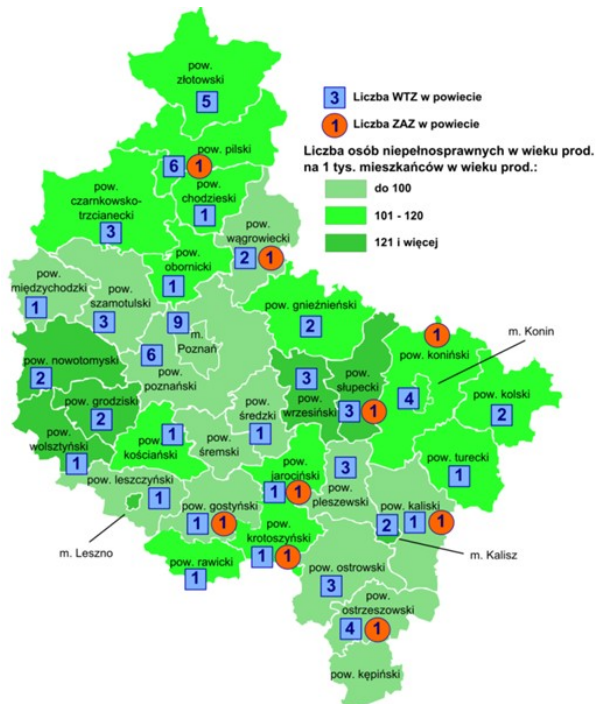 pow.
złotowski
5
3 Liczba WTZ w powiecie
1 Liczba ZAZ w powiecie
Liczba osób niepełnosprawnych w wieku prod.
na 1 tys. mieszkańców w wieku prod.:
do 100
101 - 120
121 i więcej
pow. pilski
6 1
pow.
chodzieski
1
pow.
czarnkowsko-
trzcianecki
3
pow.
wągrowiecki
2 1
pow.
obornicki
1
pow.
międzychodzki
1
pow.
szamotulski
3
9
m.
Poznań
6
pow.
poznański
pow. gnieźnieński
2
1
pow. koniński
4
m. Konin
pow. nowotomyski
2
pow. grodziski
2
pow.
wolsztyński
1
3
pow.
wrzesiński
pow.
słupecki
3 1
pow. kolski
2
pow.
średzki
1
1
pow.
kościański
pow.
śremski
pow. turecki
1
pow.
jarociński
1 1
3
pow.
pleszewski
pow. leszczyński
1
m. Leszno
pow. gostyński
1 1
pow. kaliski
2 1 1
m. Kalisz
pow.
krotoszyński
1 1
pow. rawicki
1
pow. ostrowski
3
pow.
ostrzeszowski
4 1
pow. kępiński